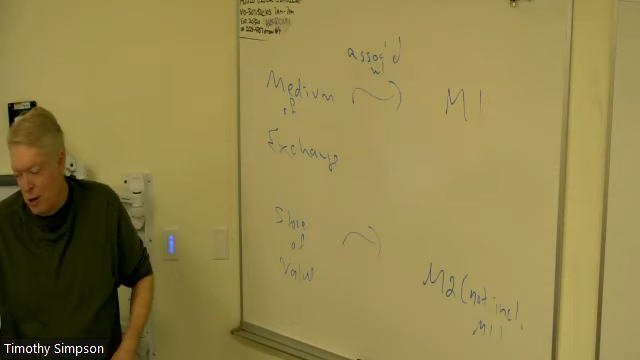 assoc'd
w
Medium
of
Exchange
M1
Store
of
Value
M2 (not incl.
M1)
Timothy Simpson